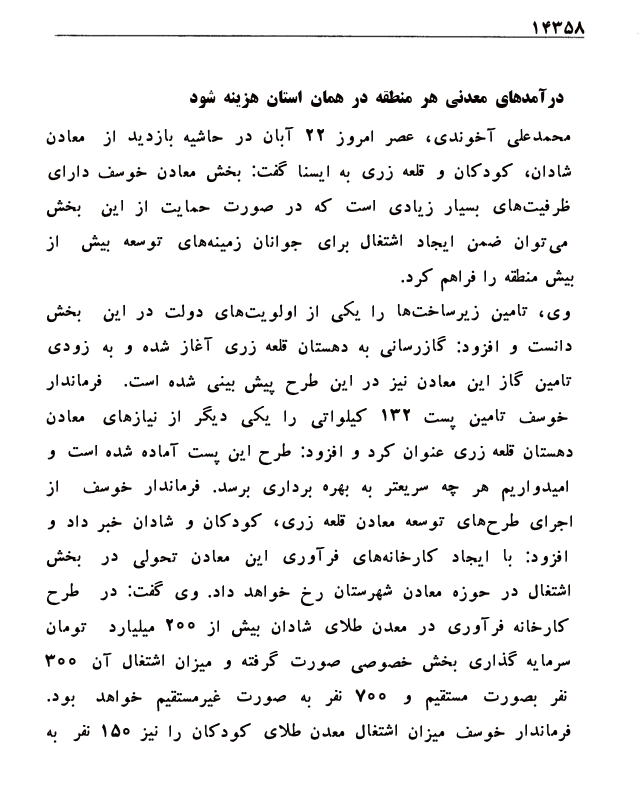 ۱۴۳۵۸
درآمدهای معدنی هر منطقه در همان استان هزینه شود
محمدعلی آخوندی، عصر امروز ۲۲ آبان در حاشیه بازدید از معادن
شادان، کودکان و قلعه زری به ایسنا گفت: بخش معادن خوسف دارای
ظرفیت‌های بسیار زیادی است که در صورت حمایت از این بخش
می‌توان ضمن ایجاد اشتغال برای جوانان زمینه‌های توسعه بیش از
بیش منطقه را فراهم کرد.
وی، تامین زیرساخت‌ها را یکی از اولویت‌های دولت در این بخش
دانست و افزود: گازرسانی به دهستان قلعه زری آغاز شده و به زودی
تامین گاز این معادن نیز در این طرح پیش بینی شده است. فرماندار
خوسف تامین پست ۱۳۲ کیلواتی را یکی دیگر از نیازهای معادن
دهستان قلعه زری عنوان کرد و افزود: طرح این پست آماده شده است و
امیدواریم هر چه سریعتر به بهره برداری برسد. فرماندار خوسف از
اجرای طرح‌های توسعه معادن قلعه زری، کودکان و شادان خبر داد و
افزود: با ایجاد کارخانه‌های فرآوری این معادن تحولی در بخش
اشتغال در حوزه معادن شهرستان رخ خواهد داد. وی گفت: در طرح
کارخانه فرآوری در معدن طلای شادان بیش از ۲۰۰ میلیارد تومان
سرمایه گذاری بخش خصوصی صورت گرفته و میزان اشتغال آن ۳۰۰
نفر بصورت مستقیم و ۷۰۰ نفر به صورت غیرمستقیم خواهد بود.
فرماندار خوسف میزان اشتغال معدن طلای کودکان را نیز ۱۵۰ نفر به